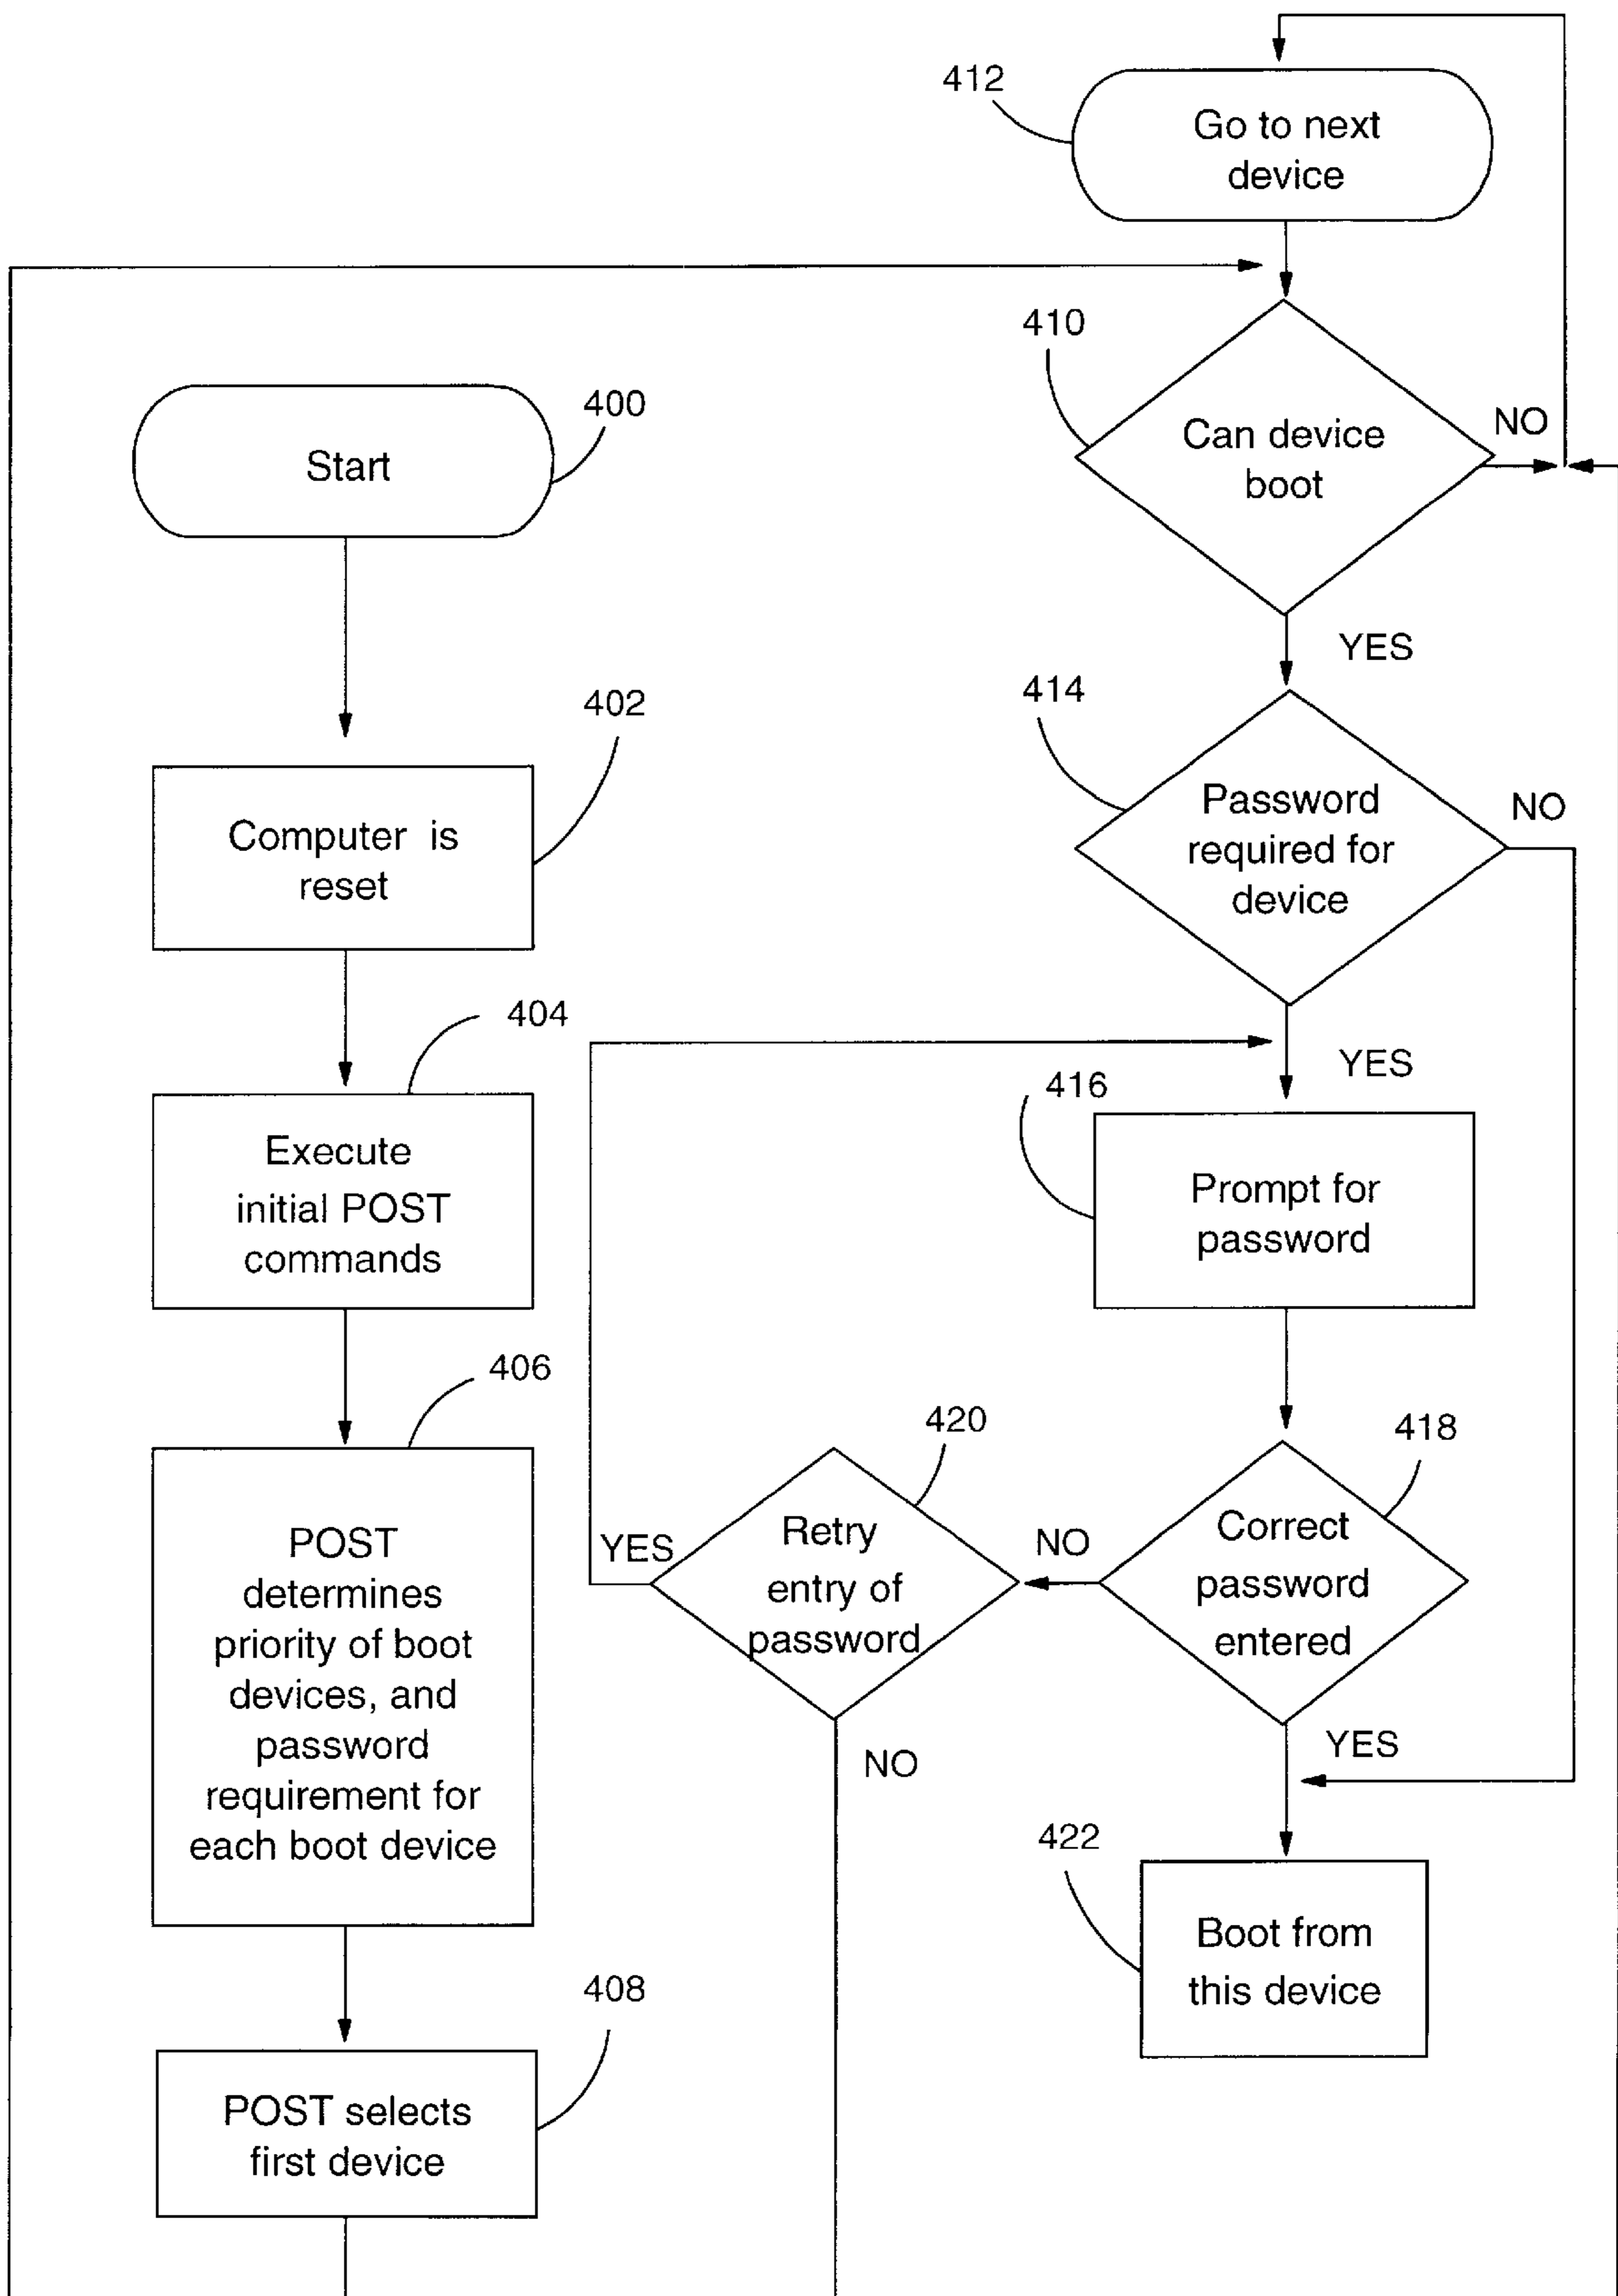 412
Go to next
device
410
Can device
boot
NO
YES
400
Start
402
Computer is
reset
404
Execute
initial POST
commands
406
POST
determines
priority of boot
devices, and
password
requirement for
each boot device
408
POST selects
first device
414
Password
required for
device
NO
YES
416
Prompt for
password
418
Correct
password
entered
NO
YES
420
Retry
entry of
password
YES
NO
422
Boot from
this device